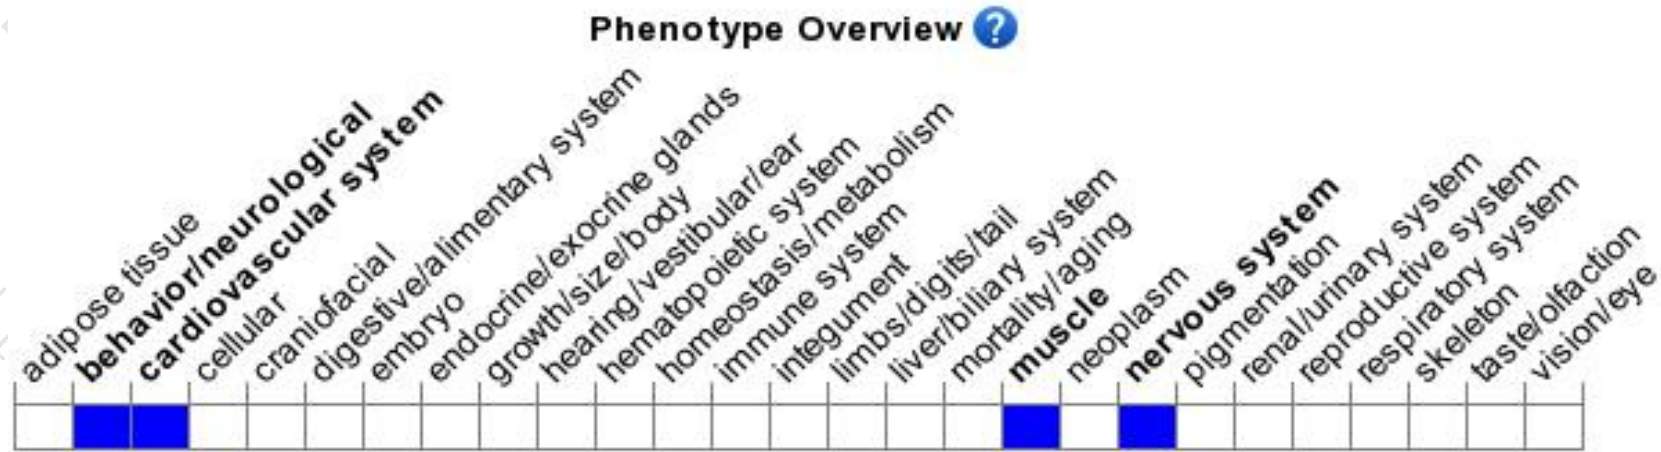 Phenotype Overview ?
adipose tissue
behavior/neurological
cardiovascular system
cellular
craniofacial
digestive/alimentary system
embryo
endocrine/exocrine glands
growth/size/body
hearing/vestibular/ear
hematopoietic system
homeostasis/metabolism
immune system
integument
limbs/digits/tail
liver/biliary system
mortality/aging
muscle
neoplasm
nervous system
pigmentation
renal/urinary system
reproductive system
respiratory system
skeleton
taste/olfaction
vision/eye